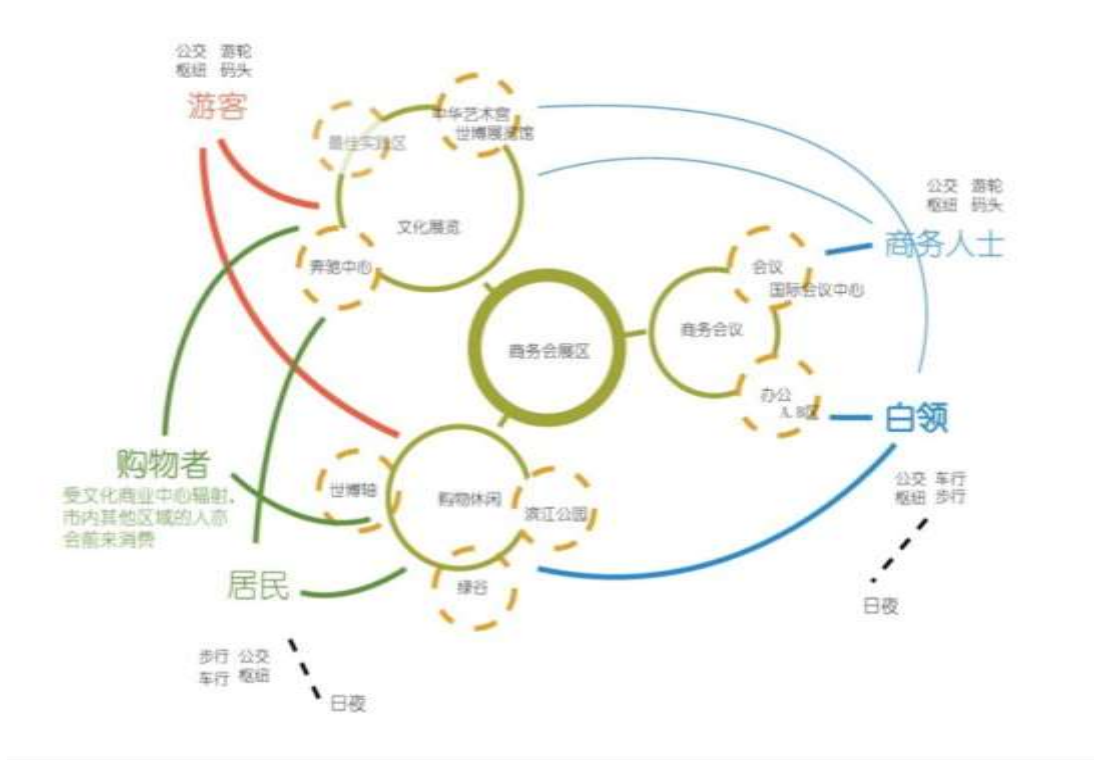 公交 游轮
枢纽 码头
游客
最佳实践区
中华艺术宫
世博展览馆
文化展览
奔驰中心
公交 游轮
枢纽 码头
商务人士
会议
国际会议中心
商务会议
商务会展区
办公
A, B区
白领
购物者
受文化商业中心辐射,
市内其他区域的人亦
会前来消费
世博轴
购物休闲
滨江公园
绿谷
公交 车行
枢纽 步行
日夜
居民
步行 公交
车行 枢纽
日夜